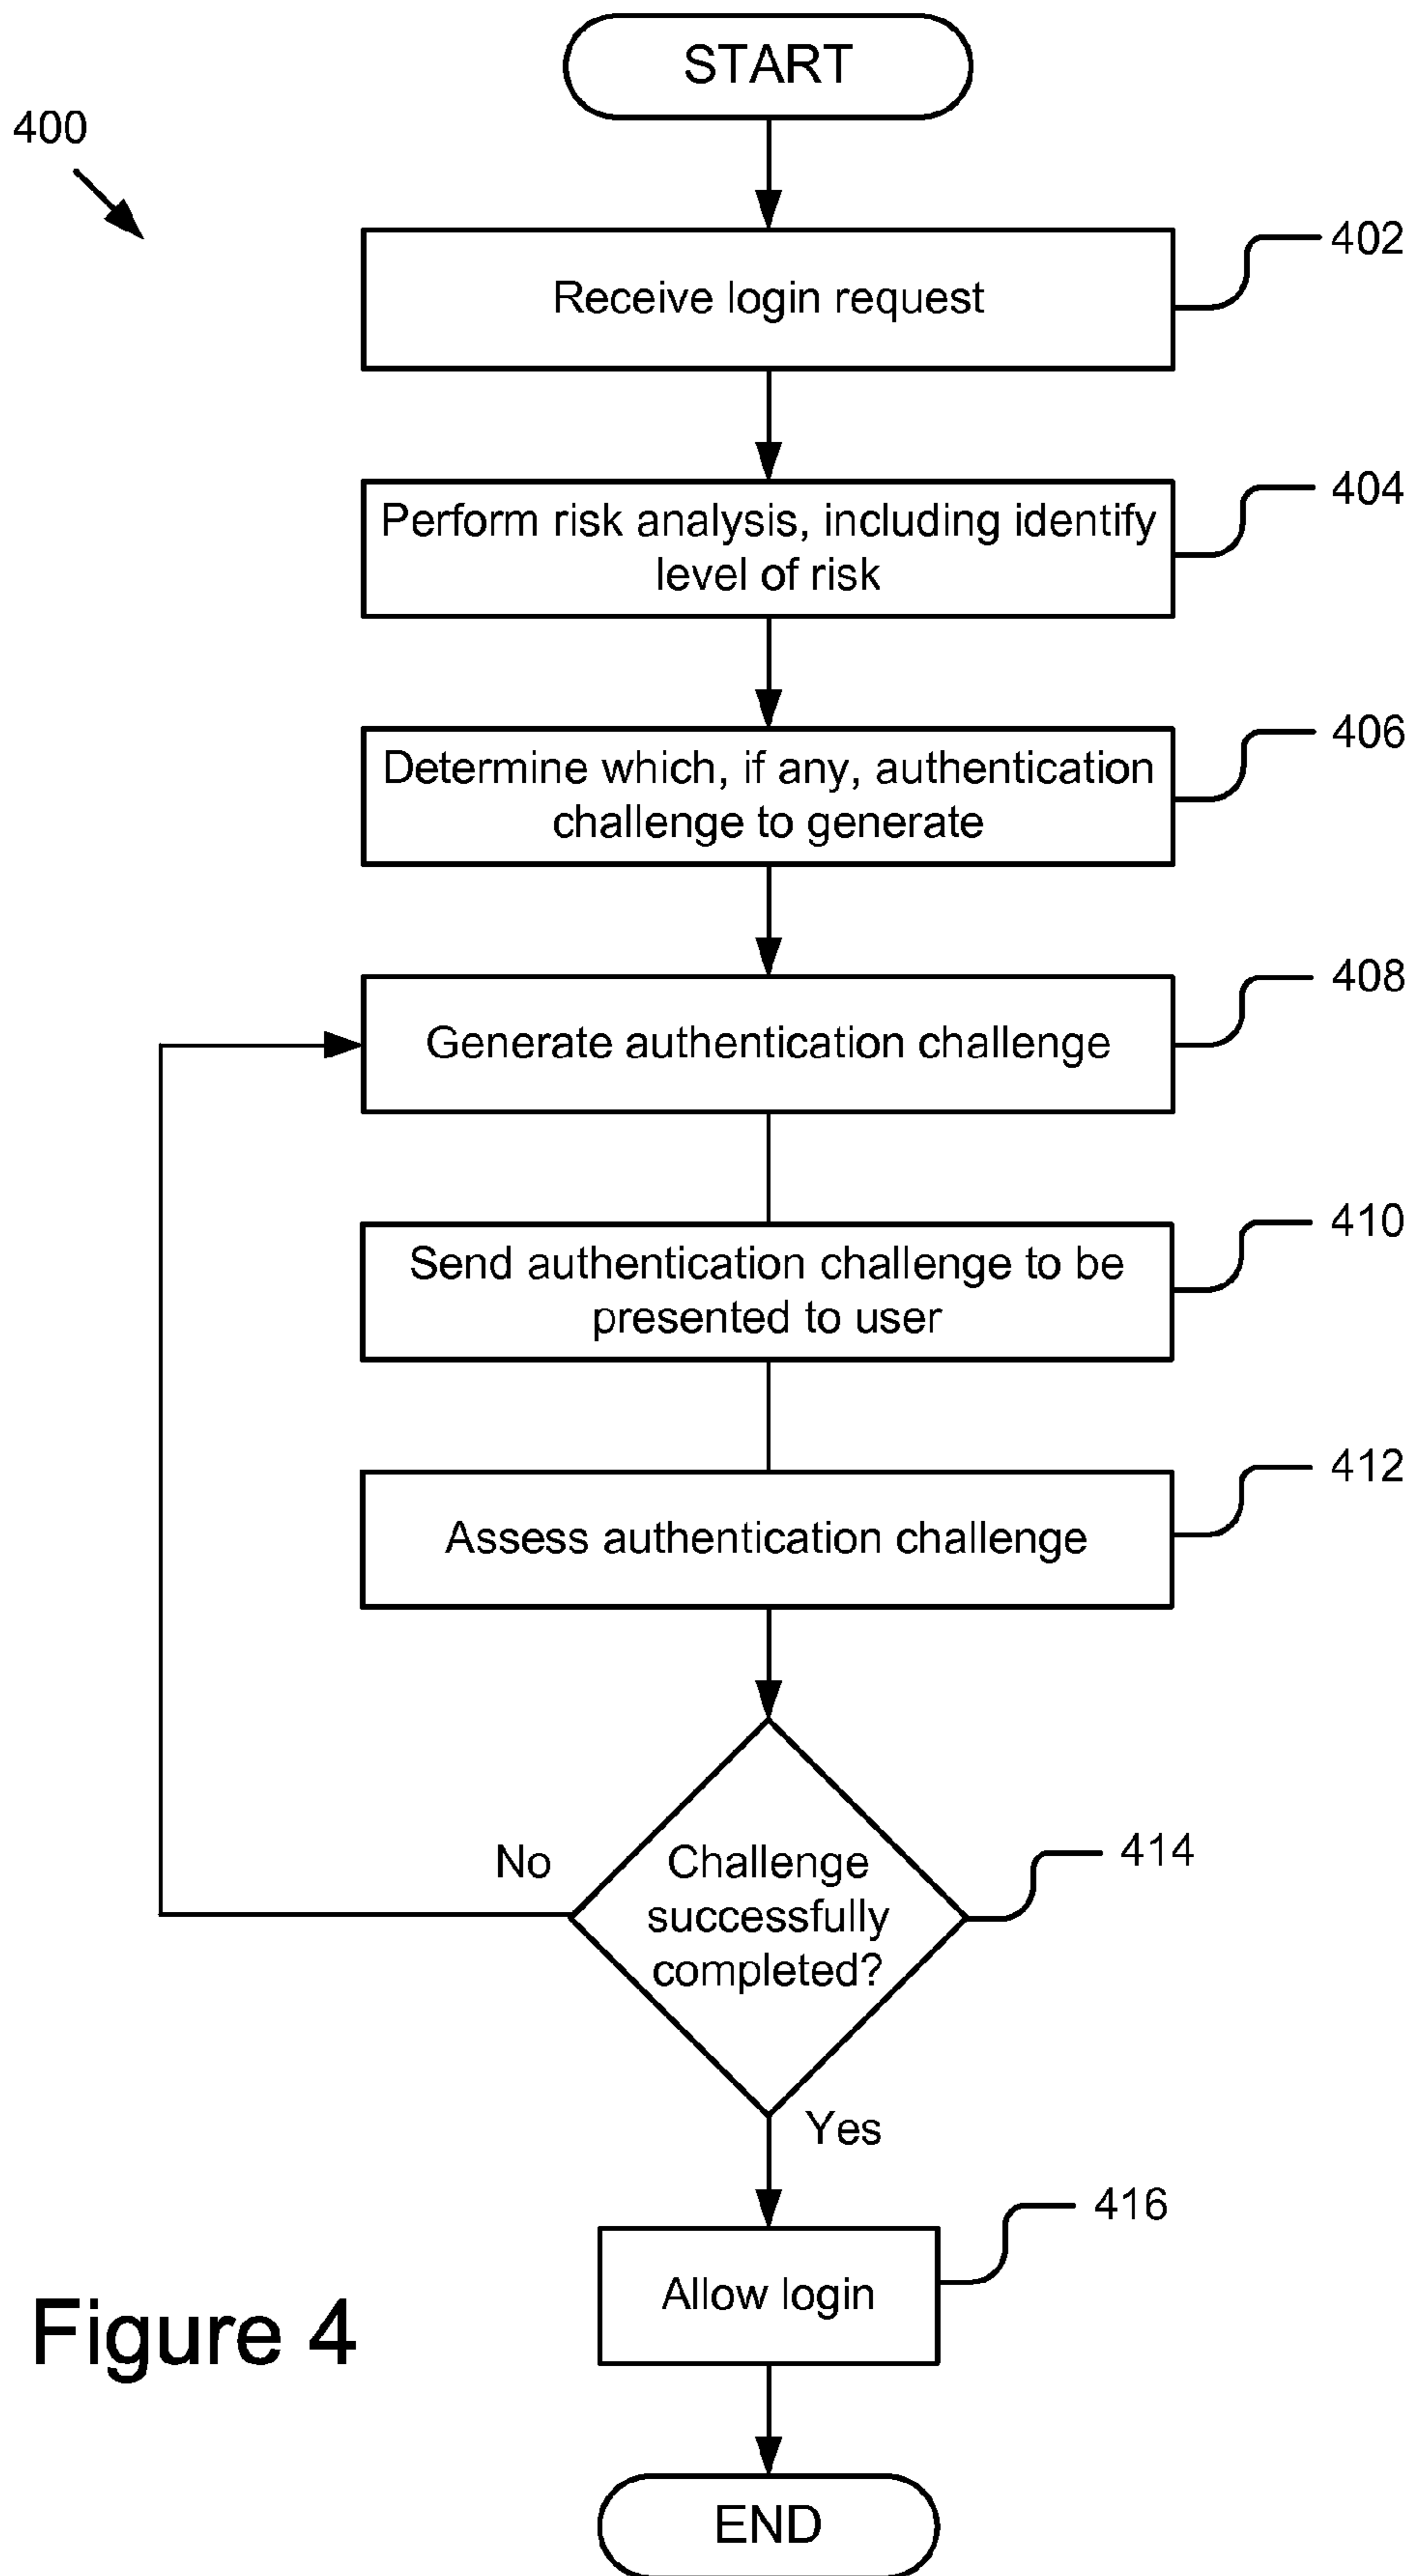 START
400
402
Receive login request
404
Perform risk analysis, including identify
level of risk
406
Determine which, if any, authentication
challenge to generate
408
Generate authentication challenge
410
Send authentication challenge to be
presented to user
412
Assess authentication challenge
No
Challenge
successfully
completed?
414
Yes
416
Allow login
Figure 4
END